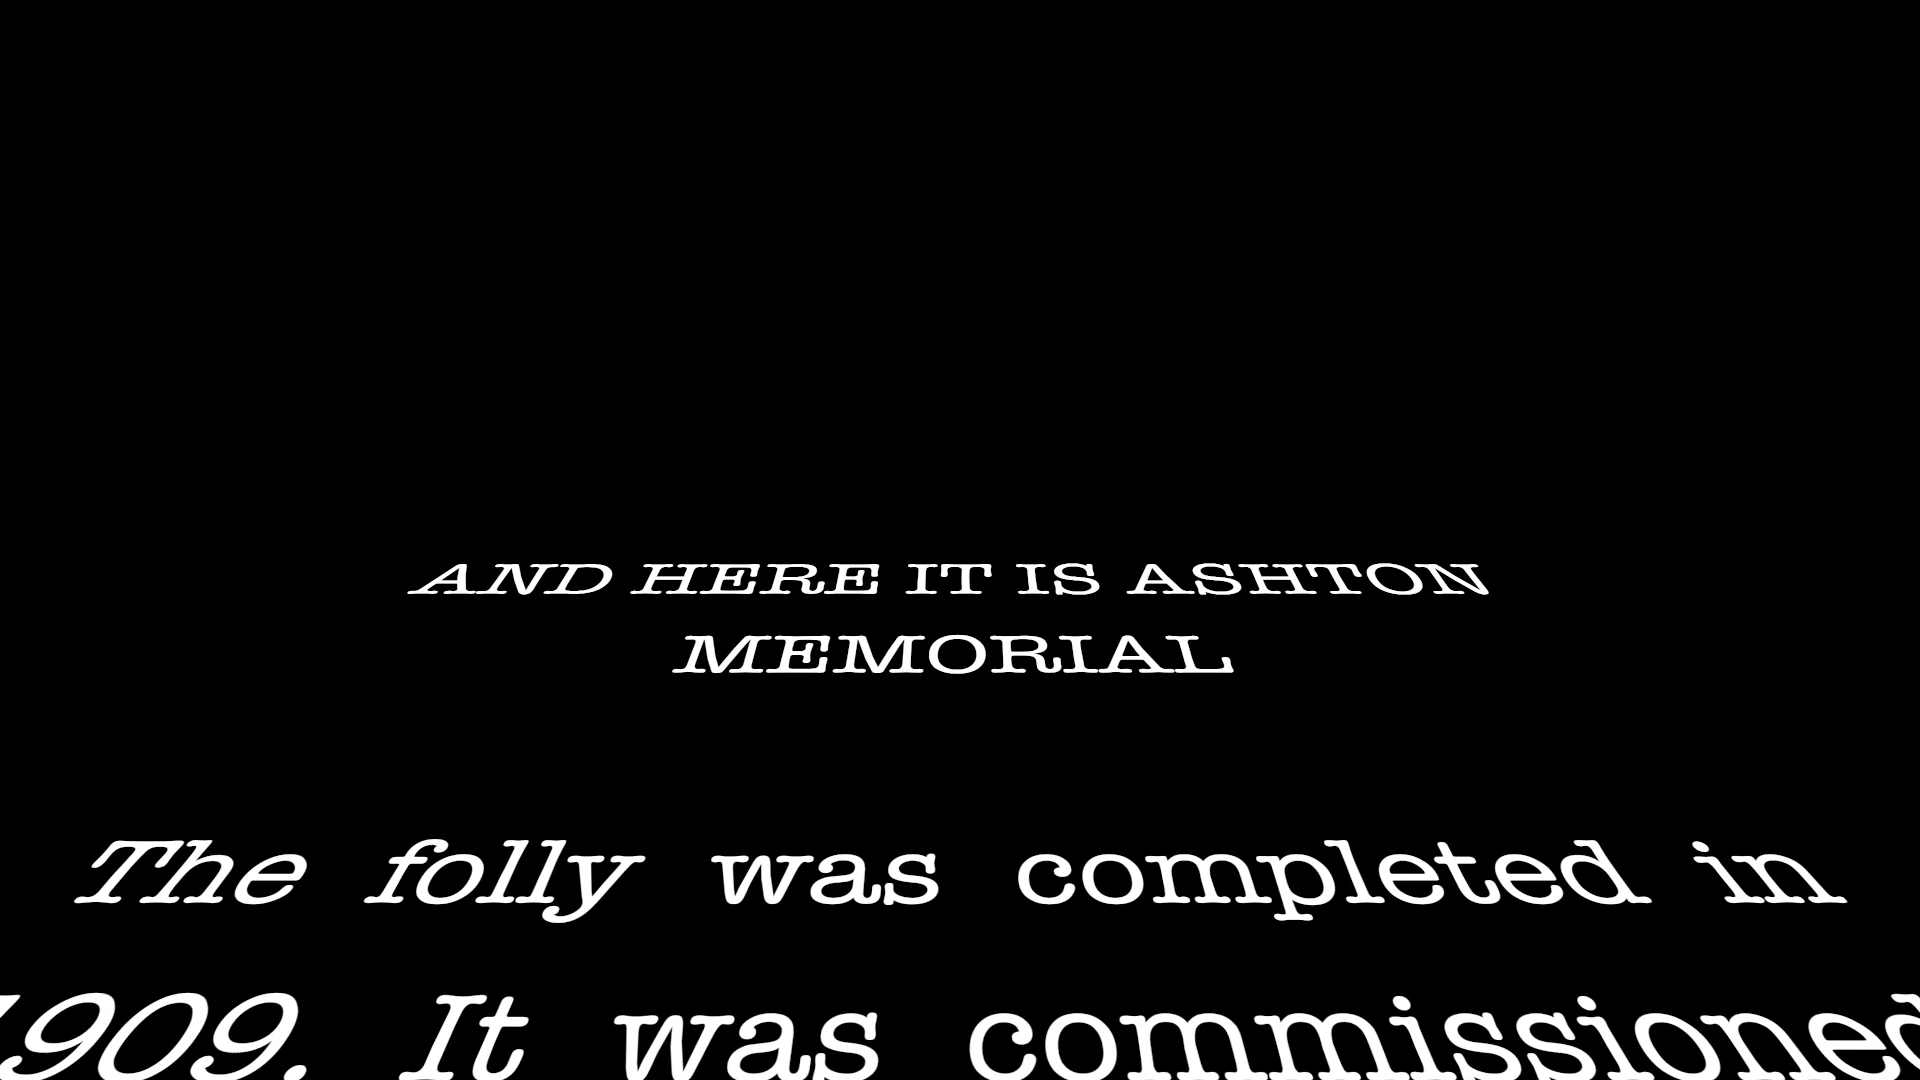 AND HERE IT IS ASHTON
MEMORIAL
The folly was completed in
1909. It was commissioned